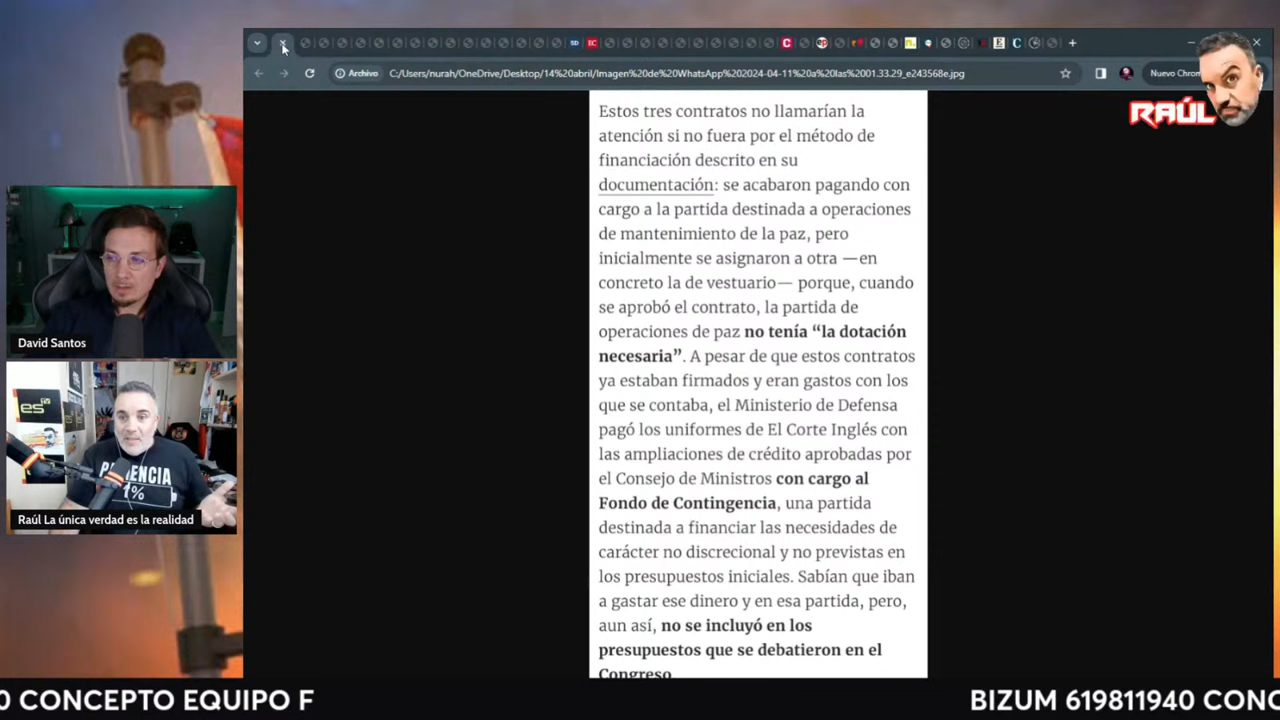 Archivo
C:/Users/nurah/OneDrive/Desktop/14%20abril/Imagen%20de%20WhatsApp%202024-04-11%20a%20las%2001.33.29_e243568e.jpg
Nuevo Chrom
RAÚL
Estos tres contratos no llamarían la
atención si no fuera por el método de
financiación descrito en su
documentación: se acabaron pagando con
cargo a la partida destinada a operaciones
de mantenimiento de la paz, pero
inicialmente se asignaron a otra —en
concreto la de vestuario— porque, cuando
se aprobó el contrato, la partida de
operaciones de paz no tenía “la dotación
necesaria”. A pesar de que estos contratos
ya estaban firmados y eran gastos con los
que se contaba, el Ministerio de Defensa
pagó los uniformes de El Corte Inglés con
las ampliaciones de crédito aprobadas por
el Consejo de Ministros con cargo al
Fondo de Contingencia, una partida
destinada a financiar las necesidades de
carácter no discrecional y no previstas en
los presupuestos iniciales. Sabían que iban
a gastar ese dinero y en esa partida, pero,
aun así, no se incluyó en los
presupuestos que se debatieron en el
Congreso
David Santos
es
1%
Raúl La única verdad es la realidad
0 CONCEPTO EQUIPO F
BIZUM 619811940 CONC